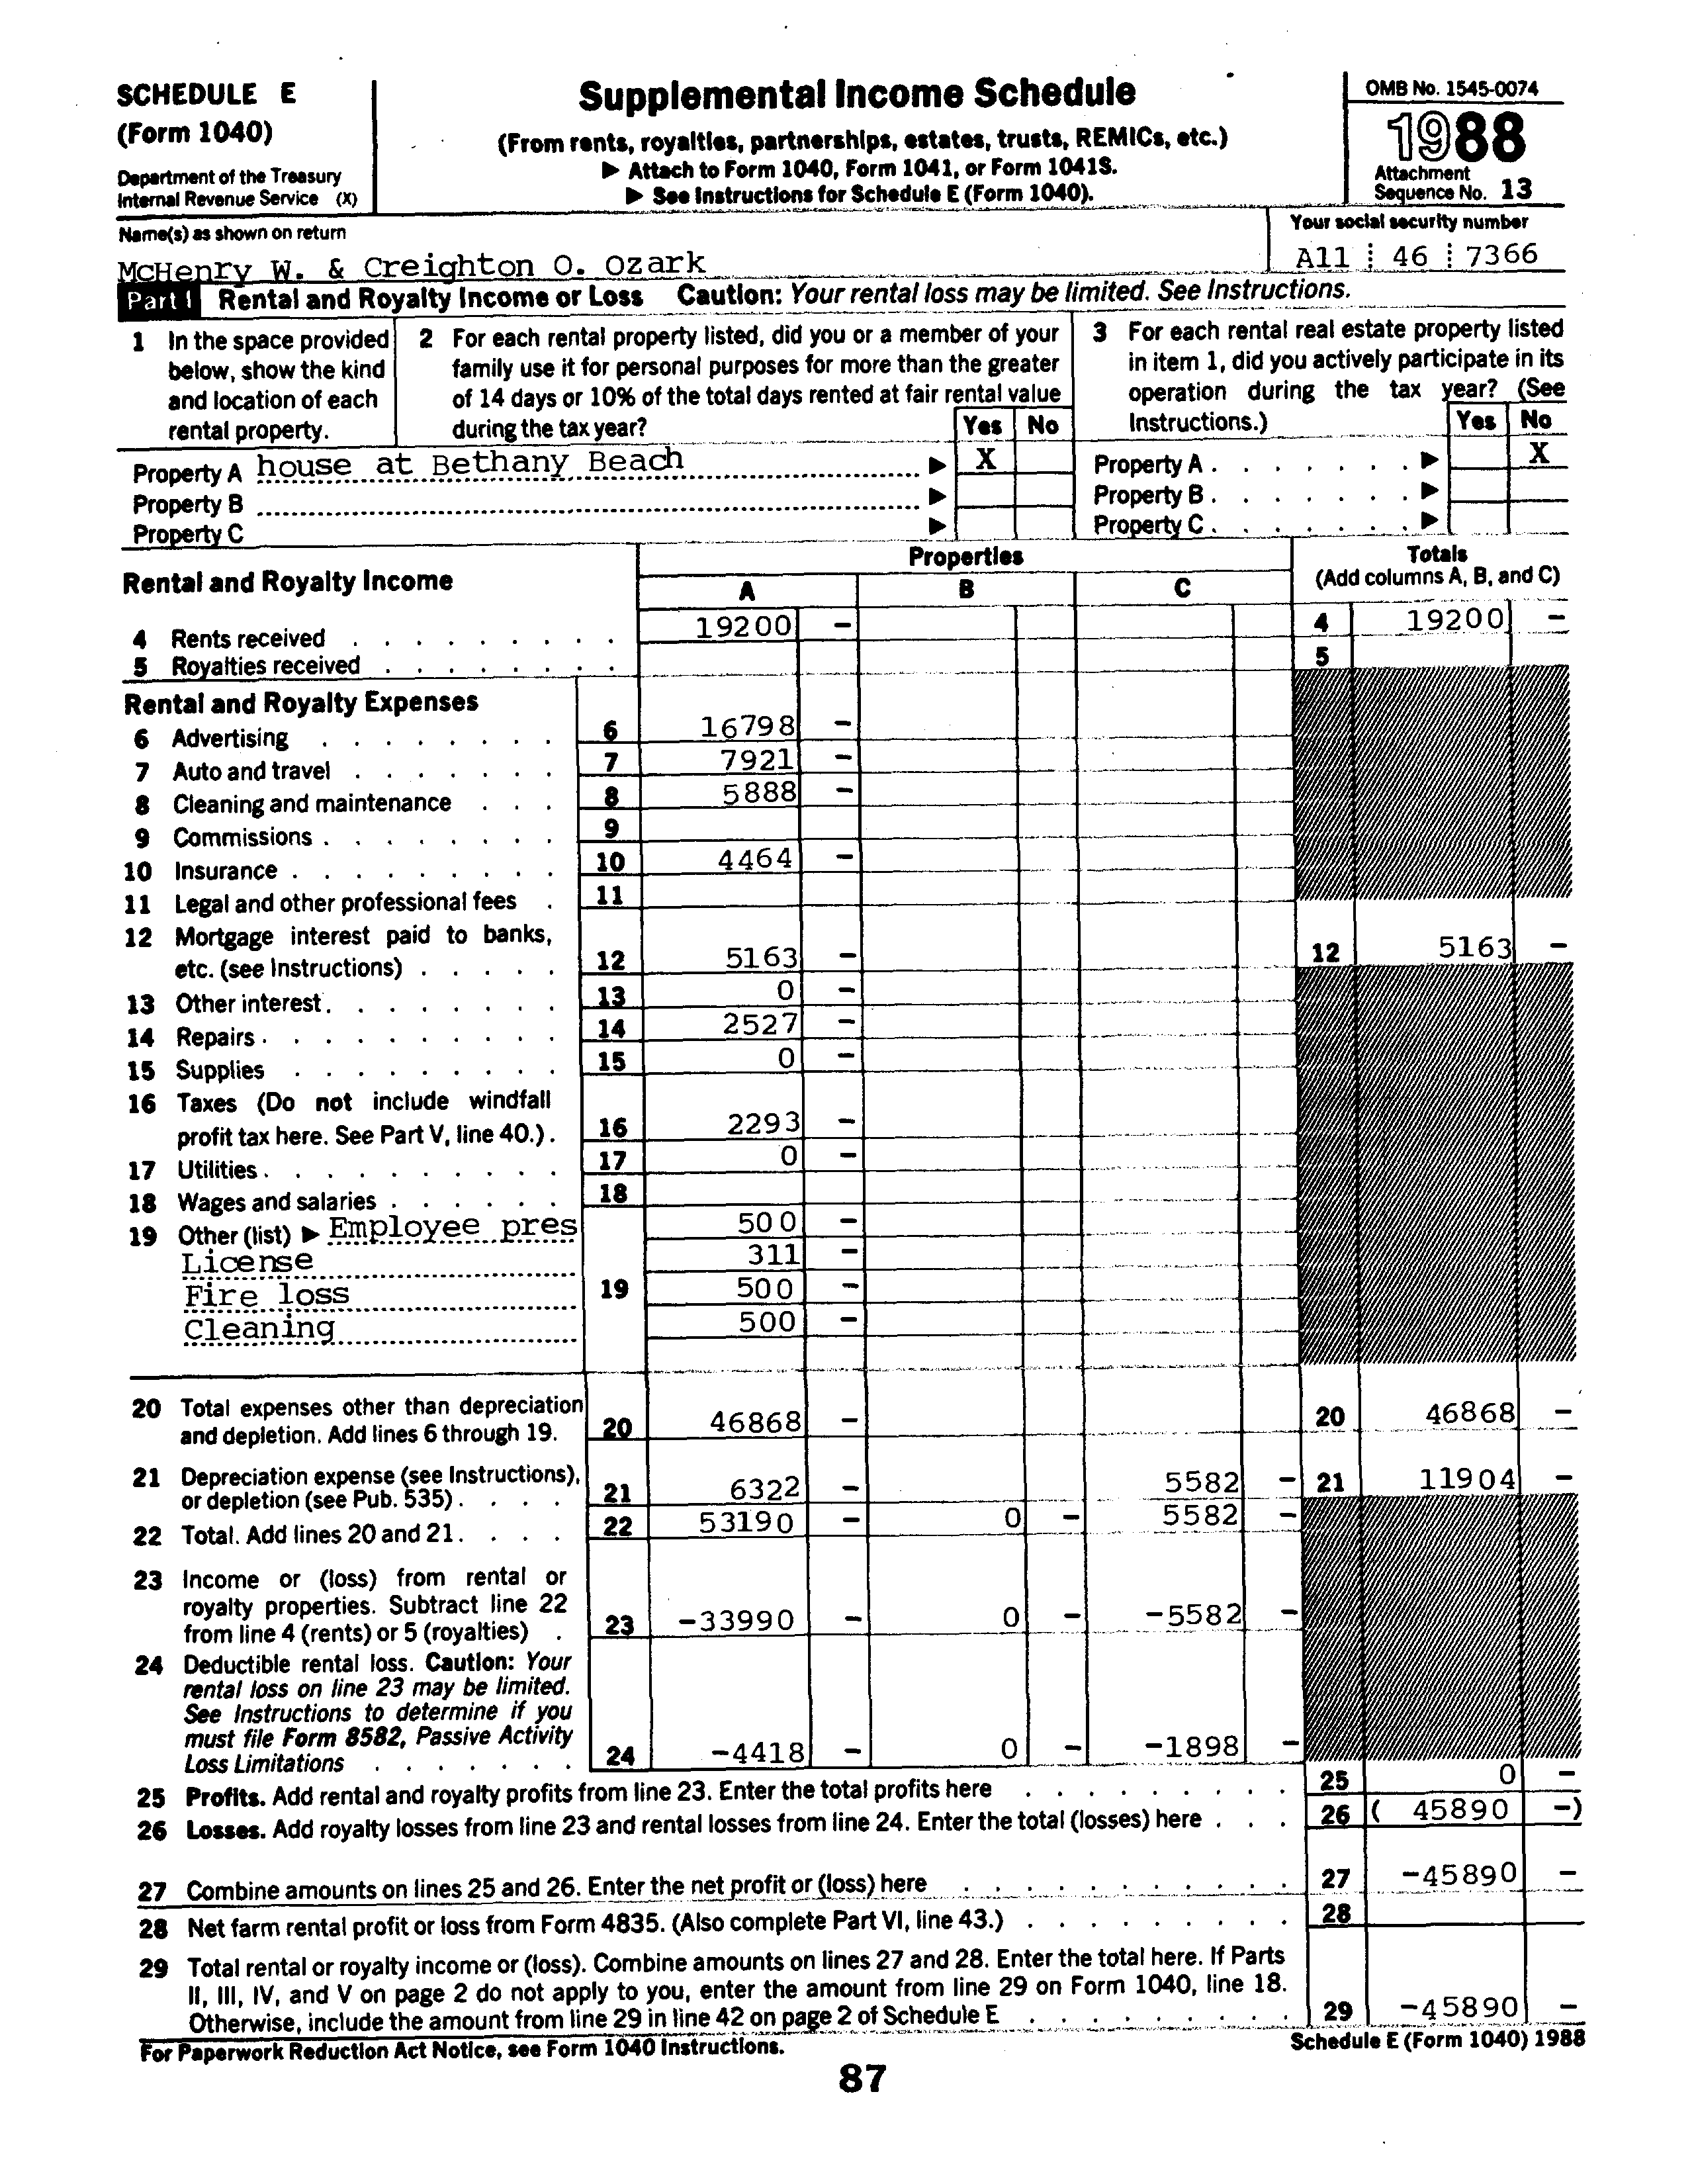 SCHEDULE E
(Form 1040)
Department of the Treasury
Internal Revenue Service (X)
Supplemental Income Schedule
(From rents, royalties, partnerships, estates, trusts, REMICs, etc.)
▶ Attach to Form 1040, Form 1041, or Form 1041S.
▶ See Instructions for Schedule E (Form 1040).
OMB No. 1545-0074
1988
Attachment
Sequence No. 13
Name(s) as shown on return
McHenry W. & Creighton O. Ozark
Your social security number
A11 46 7366
Part I Rental and Royalty Income or Loss Caution: Your rental loss may be limited. See Instructions.
1 In the space provided
below, show the kind
and location of each
rental property.
2 For each rental property listed, did you or a member of your
family use it for personal purposes for more than the greater
of 14 days or 10% of the total days rented at fair rental value
during the tax year?
Yes No
3 For each rental real estate property listed
in item 1, did you actively participate in its
operation during the tax year? (See
Instructions.)
Yes No
Property A house at Bethany Beach ▶ X
Property B ▶
Property C ▶
Property A . . . . . . . ▶ X
Property B . . . . . . . ▶
Property C . . . . . . . ▶
Rental and Royalty Income
Properties
A B C
Totals
(Add columns A, B, and C)
4 Rents received . . . . . . . . . 19200 – 4 19200 –
5 Royalties received . . . . . . . . 5
Rental and Royalty Expenses
6 Advertising . . . . . . . . 6 16798 –
7 Auto and travel . . . . . . . 7 7921 –
8 Cleaning and maintenance . . . 8 5888 –
9 Commissions . . . . . . . . 9
10 Insurance . . . . . . . . . 10 4464 –
11 Legal and other professional fees . 11
12 Mortgage interest paid to banks,
etc. (see Instructions) . . . . . 12 5163 – 12 5163 –
13 Other interest. . . . . . . . 13 0 –
14 Repairs . . . . . . . . . . 14 2527 –
15 Supplies . . . . . . . . . 15 0 –
16 Taxes (Do not include windfall
profit tax here. See Part V, line 40.) . 16 2293 –
17 Utilities . . . . . . . . . . 17 0 –
18 Wages and salaries . . . . . . 18
19 Other (list) ▶ Employee pres 500 –
License 311 –
Fire loss 19 500 –
Cleaning 500 –
20 Total expenses other than depreciation
and depletion. Add lines 6 through 19. 20 46868 – 20 46868 –
21 Depreciation expense (see Instructions),
or depletion (see Pub. 535) . . . . 21 6322 – 5582 – 21 11904 –
22 Total. Add lines 20 and 21. . . . 22 53190 – 0 – 5582 –
23 Income or (loss) from rental or
royalty properties. Subtract line 22
from line 4 (rents) or 5 (royalties) . 23 -33990 – 0 – -5582 –
24 Deductible rental loss. Caution: Your
rental loss on line 23 may be limited.
See Instructions to determine if you
must file Form 8582, Passive Activity
Loss Limitations . . . . . . . 24 -4418 – 0 – -1898 –
25 Profits. Add rental and royalty profits from line 23. Enter the total profits here . . . . . . . . . 25 0 –
26 Losses. Add royalty losses from line 23 and rental losses from line 24. Enter the total (losses) here . . . 26 ( 45890 –)
27 Combine amounts on lines 25 and 26. Enter the net profit or (loss) here . . . . . . . . . . . 27 -45890 –
28 Net farm rental profit or loss from Form 4835. (Also complete Part VI, line 43.) . . . . . . . . . 28
29 Total rental or royalty income or (loss). Combine amounts on lines 27 and 28. Enter the total here. If Parts
II, III, IV, and V on page 2 do not apply to you, enter the amount from line 29 on Form 1040, line 18.
Otherwise, include the amount from line 29 in line 42 on page 2 of Schedule E . . . . . . . . . 29 -45890 –
For Paperwork Reduction Act Notice, see Form 1040 Instructions.
Schedule E (Form 1040) 1988
87